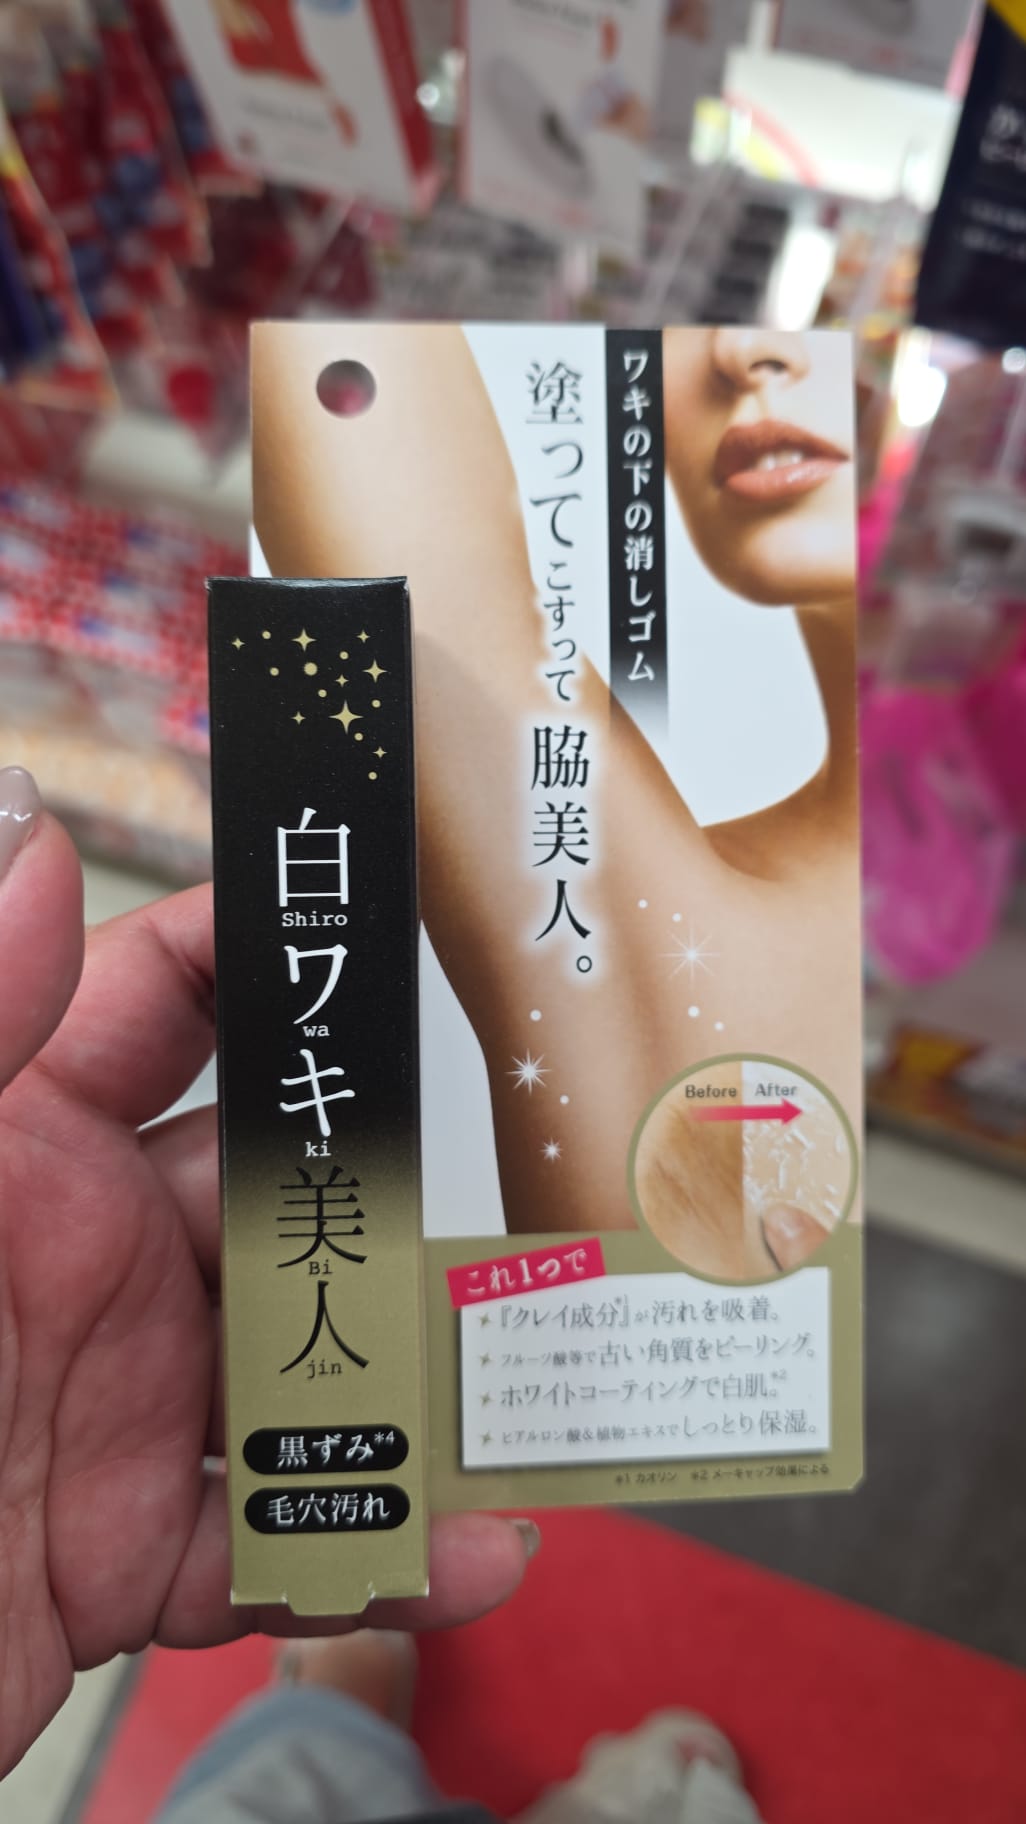 ワキの下の消しゴム
塗ってこすって脇美人。
白ワキ美人
Shiro
wa
ki
Bi
jin
黒ずみ*4
毛穴汚れ
Before After
これ1つで
『クレイ成分』*1が汚れを吸着。
フルーツ酸等で古い角質をピーリング。
ホワイトコーティングで白肌。*2
ヒアルロン酸&植物エキスでしっとり保湿。
*1 カオリン *2 メーキャップ効果による